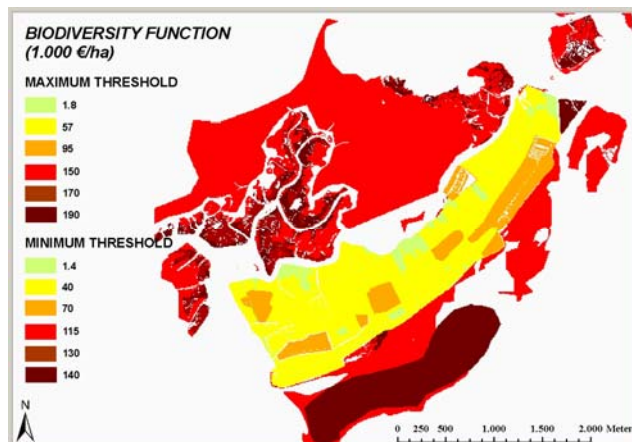 BIODIVERSITY FUNCTION
(1.000 €/ha)
MAXIMUM THRESHOLD
1.8
57
95
150
170
190
MINIMUM THRESHOLD
1.4
40
70
115
130
140
N
0 250 500 1.000 1.500 2.000 Meter